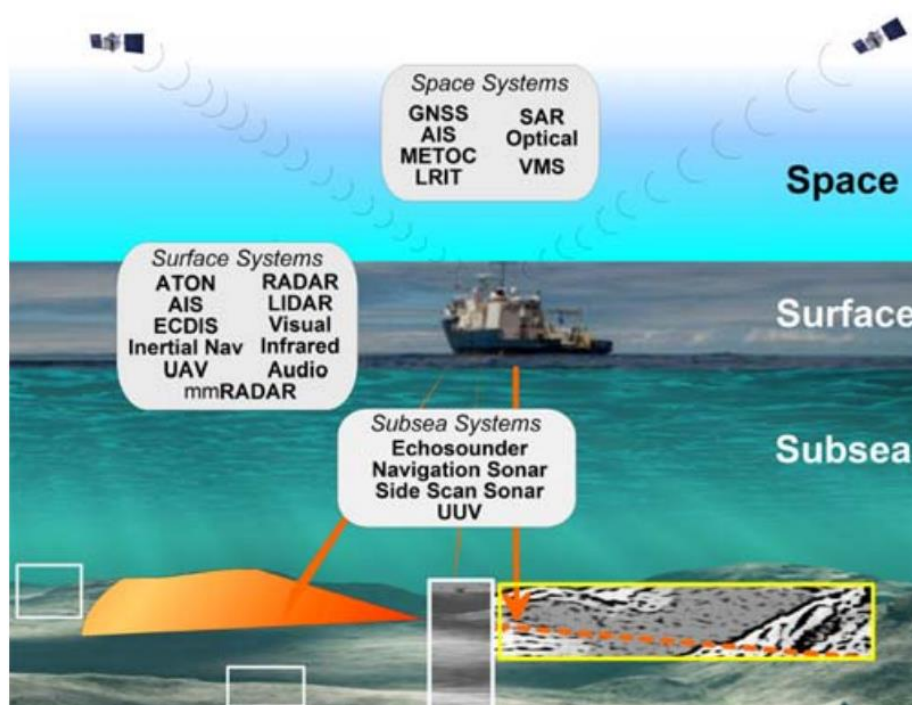 Space Systems
GNSS SAR
AIS Optical
METOC VMS
LRIT
Space
Surface Systems
ATON RADAR
AIS LIDAR
ECDIS Visual
Inertial Nav Infrared
UAV Audio
mmRADAR
Surface
Subsea Systems
Echosounder
Navigation Sonar
Side Scan Sonar
UUV
Subsea